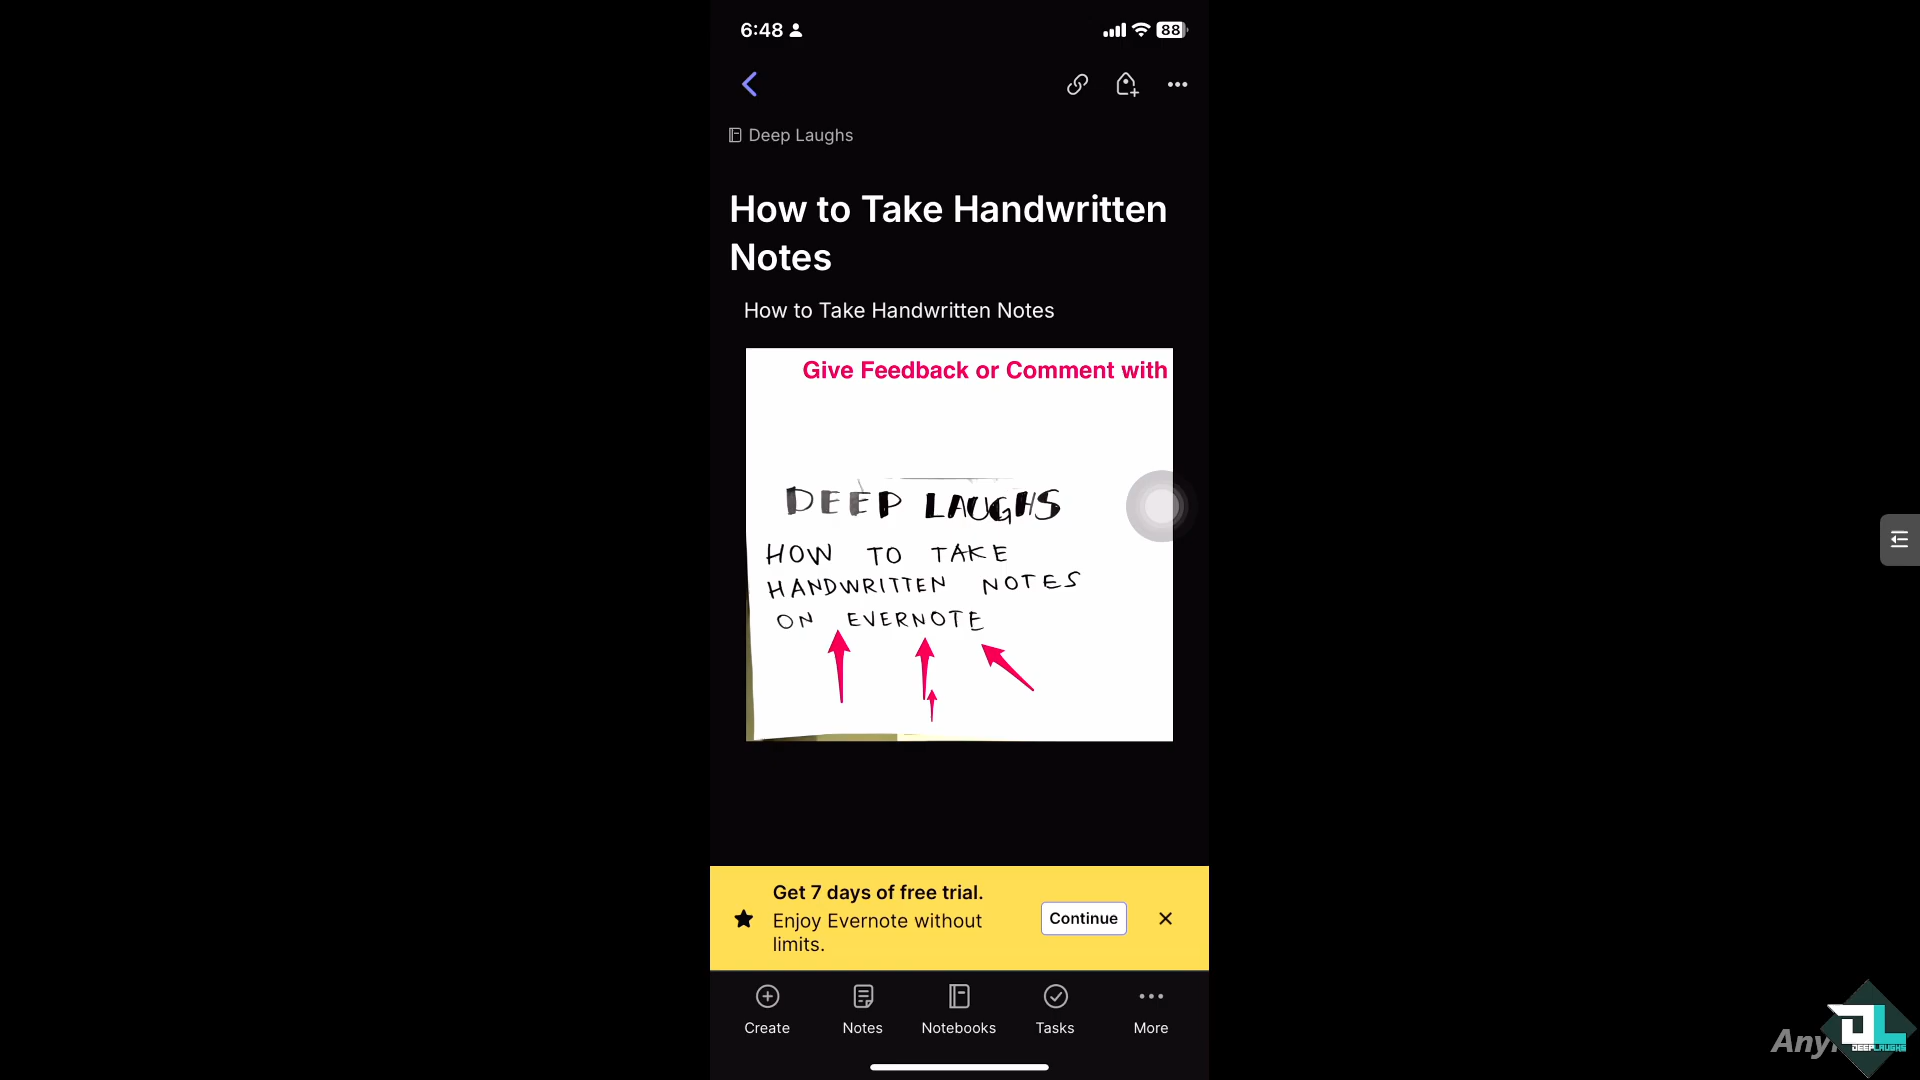 6:48
88
Deep Laughs
How to Take Handwritten
Notes
How to Take Handwritten Notes
Give Feedback or Comment with
DEEP LAUGHS
HOW TO TAKE
HANDWRITTEN NOTES
ON EVERNOTE
Get 7 days of free trial.
Enjoy Evernote without
limits.
Continue
Create
Notes
Notebooks
Tasks
More
DEEPLAUGHS